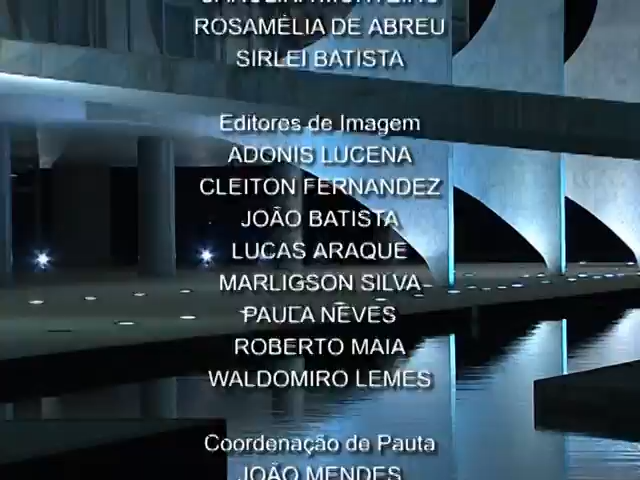 ROSAMÉLIA DE ABREU
SIRLEI BATISTA
Editores de Imagem
ADONIS LUCENA
CLEITON FERNANDEZ
JOÃO BATISTA
LUCAS ARAQUE
MARLIGSON SILVA
PAULA NEVES
ROBERTO MAIA
WALDOMIRO LEMES
Coordenação de Pauta
JOÃO MENDES